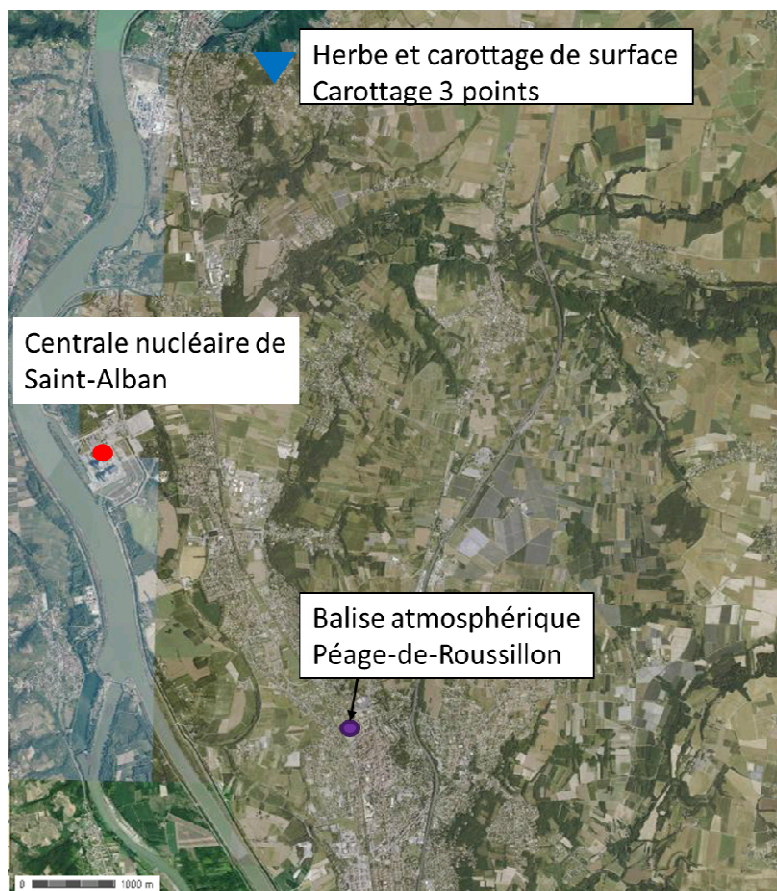 Herbe et carottage de surface
Carottage 3 points
Centrale nucléaire de
Saint-Alban
Balise atmosphérique
Péage-de-Roussillon
0 1000 m